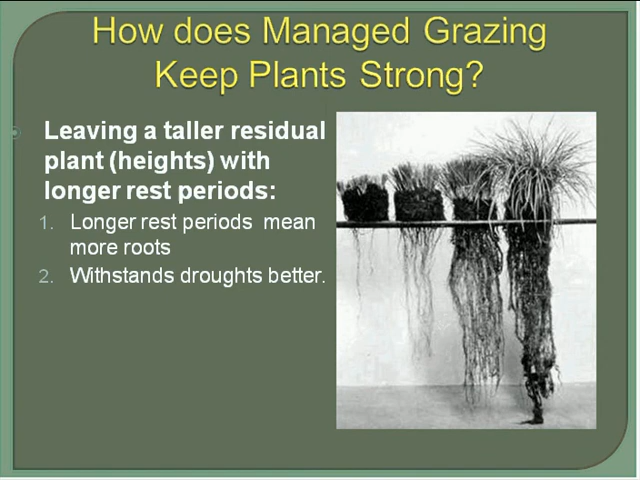 How does Managed Grazing
Keep Plants Strong?
Leaving a taller residual
plant (heights) with
longer rest periods:
1. Longer rest periods mean
more roots
2. Withstands droughts better.